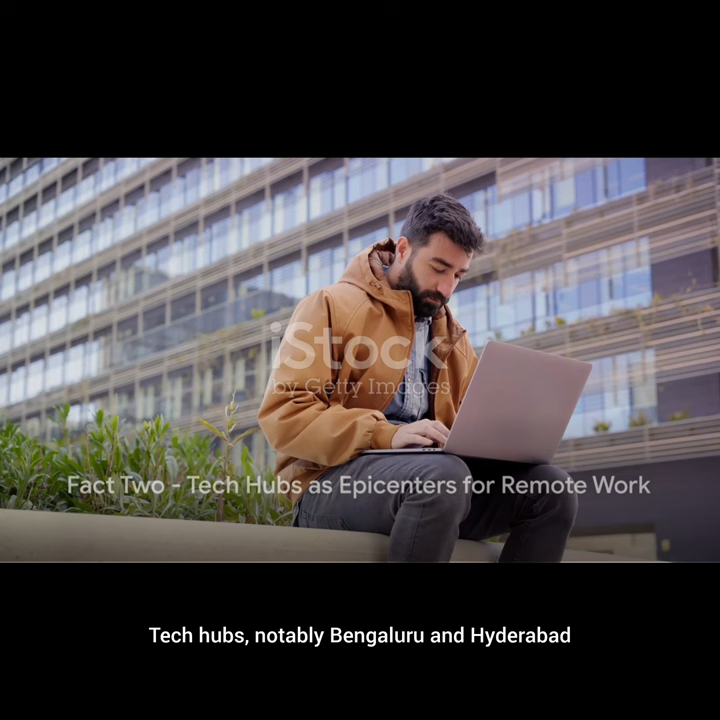 iStock
by Getty Images
Fact Two - Tech Hubs as Epicenters for Remote Work
Tech hubs, notably Bengaluru and Hyderabad